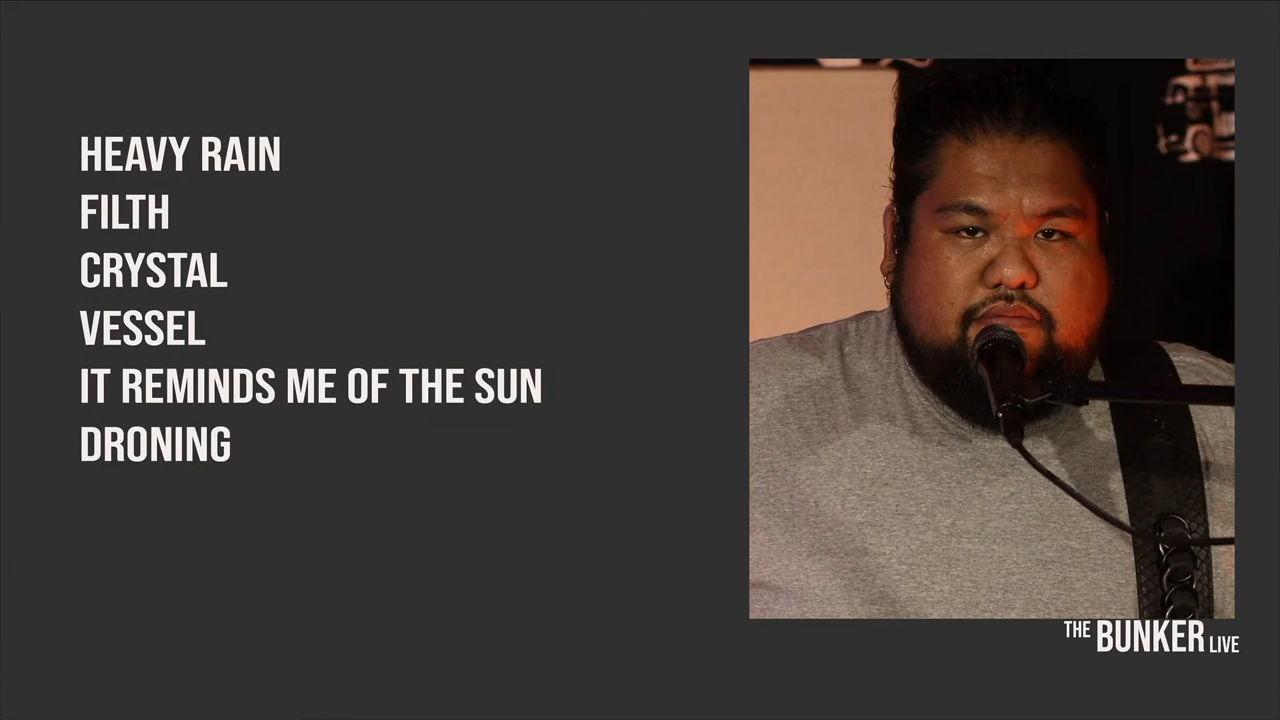 HEAVY RAIN
FILTH
CRYSTAL
VESSEL
IT REMINDS ME OF THE SUN
DRONING
THE BUNKER LIVE